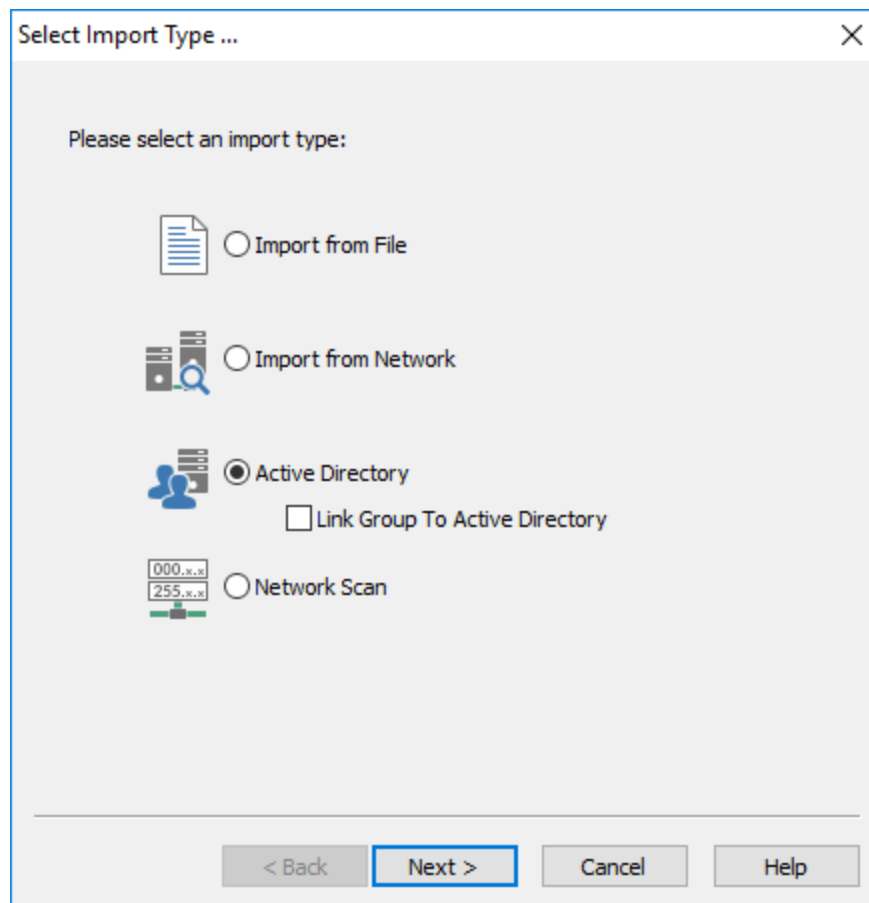 Select Import Type ...
Please select an import type:
Import from File
Import from Network
Active Directory
Link Group To Active Directory
000.x.x
255.x.x
Network Scan
< Back Next > Cancel Help